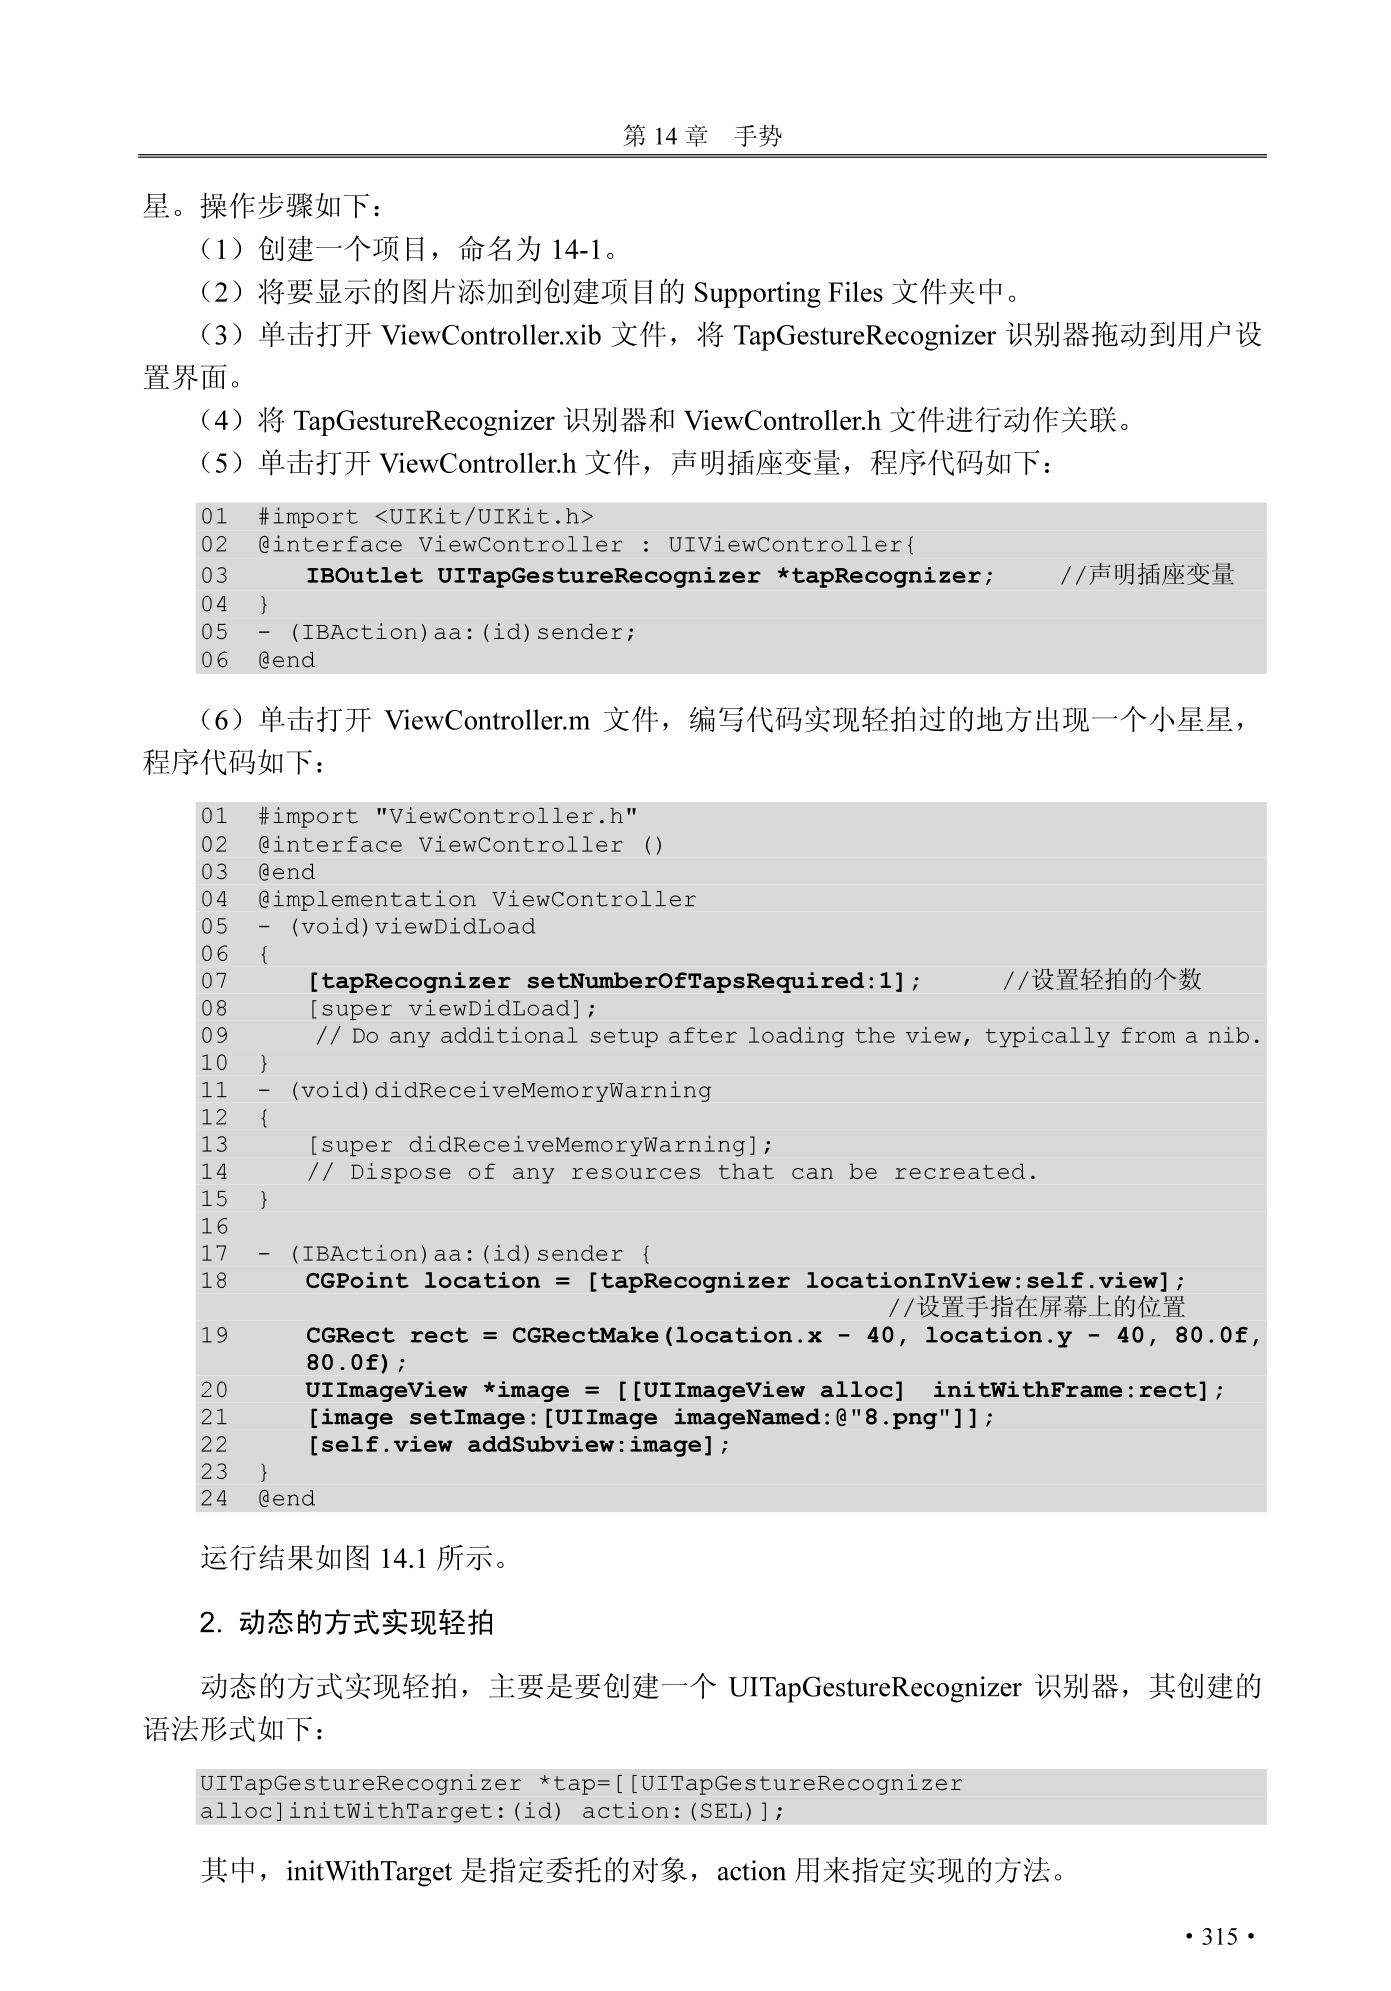 第 14 章　手势
星。操作步骤如下：
（1）创建一个项目，命名为 14-1。
（2）将要显示的图片添加到创建项目的 Supporting Files 文件夹中。
（3）单击打开 ViewController.xib 文件，将 TapGestureRecognizer 识别器拖动到用户设
置界面。
（4）将 TapGestureRecognizer 识别器和 ViewController.h 文件进行动作关联。
（5）单击打开 ViewController.h 文件，声明插座变量，程序代码如下：
01  #import <UIKit/UIKit.h>
02  @interface ViewController : UIViewController{
03     IBOutlet UITapGestureRecognizer *tapRecognizer;    //声明插座变量
04  }
05  - (IBAction)aa:(id)sender;
06  @end
（6）单击打开 ViewController.m 文件，编写代码实现轻拍过的地方出现一个小星星，
程序代码如下：
01  #import "ViewController.h"
02  @interface ViewController ()
03  @end
04  @implementation ViewController
05  - (void)viewDidLoad
06  {
07     [tapRecognizer setNumberOfTapsRequired:1];     //设置轻拍的个数
08     [super viewDidLoad];
09     // Do any additional setup after loading the view, typically from a nib.
10  }
11  - (void)didReceiveMemoryWarning
12  {
13     [super didReceiveMemoryWarning];
14     // Dispose of any resources that can be recreated.
15  }
16
17  - (IBAction)aa:(id)sender {
18     CGPoint location = [tapRecognizer locationInView:self.view];
//设置手指在屏幕上的位置
19     CGRect rect = CGRectMake(location.x - 40, location.y - 40, 80.0f,
80.0f);
20     UIImageView *image = [[UIImageView alloc]  initWithFrame:rect];
21     [image setImage:[UIImage imageNamed:@"8.png"]];
22     [self.view addSubview:image];
23  }
24  @end
运行结果如图 14.1 所示。
2. 动态的方式实现轻拍
动态的方式实现轻拍，主要是要创建一个 UITapGestureRecognizer 识别器，其创建的
语法形式如下：
UITapGestureRecognizer *tap=[[UITapGestureRecognizer
alloc]initWithTarget:(id) action:(SEL)];
其中，initWithTarget 是指定委托的对象，action 用来指定实现的方法。
· 315 ·